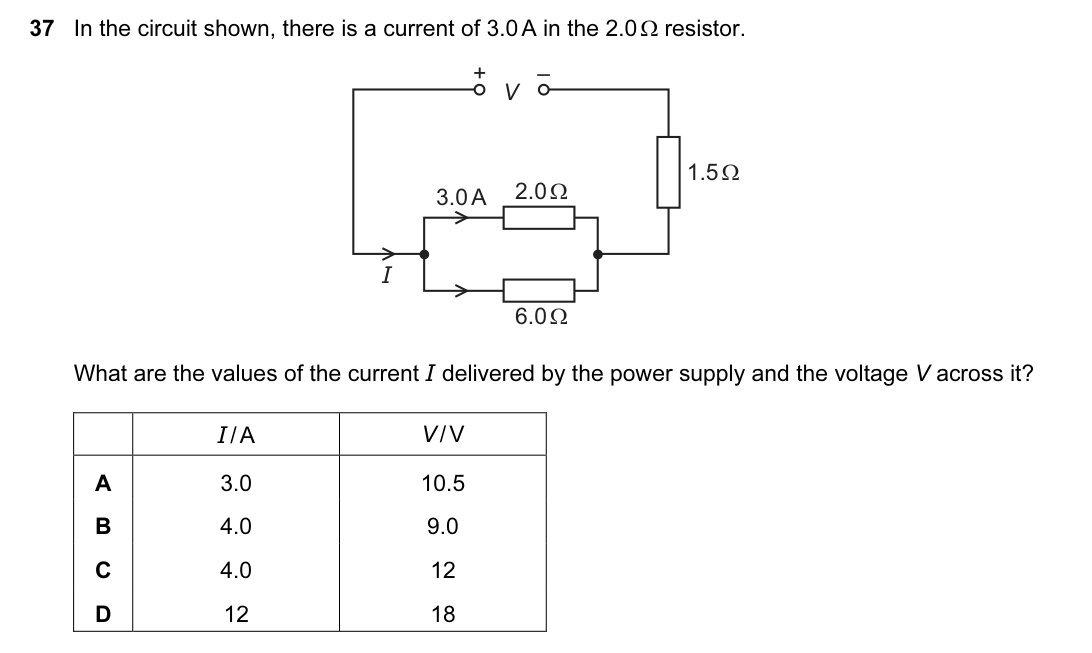 37 In the circuit shown, there is a current of 3.0 A in the 2.0 Ω resistor.
+ V –
1.5 Ω
3.0 A 2.0 Ω
I
6.0 Ω
What are the values of the current I delivered by the power supply and the voltage V across it?
I / A V / V
A 3.0 10.5
B 4.0 9.0
C 4.0 12
D 12 18